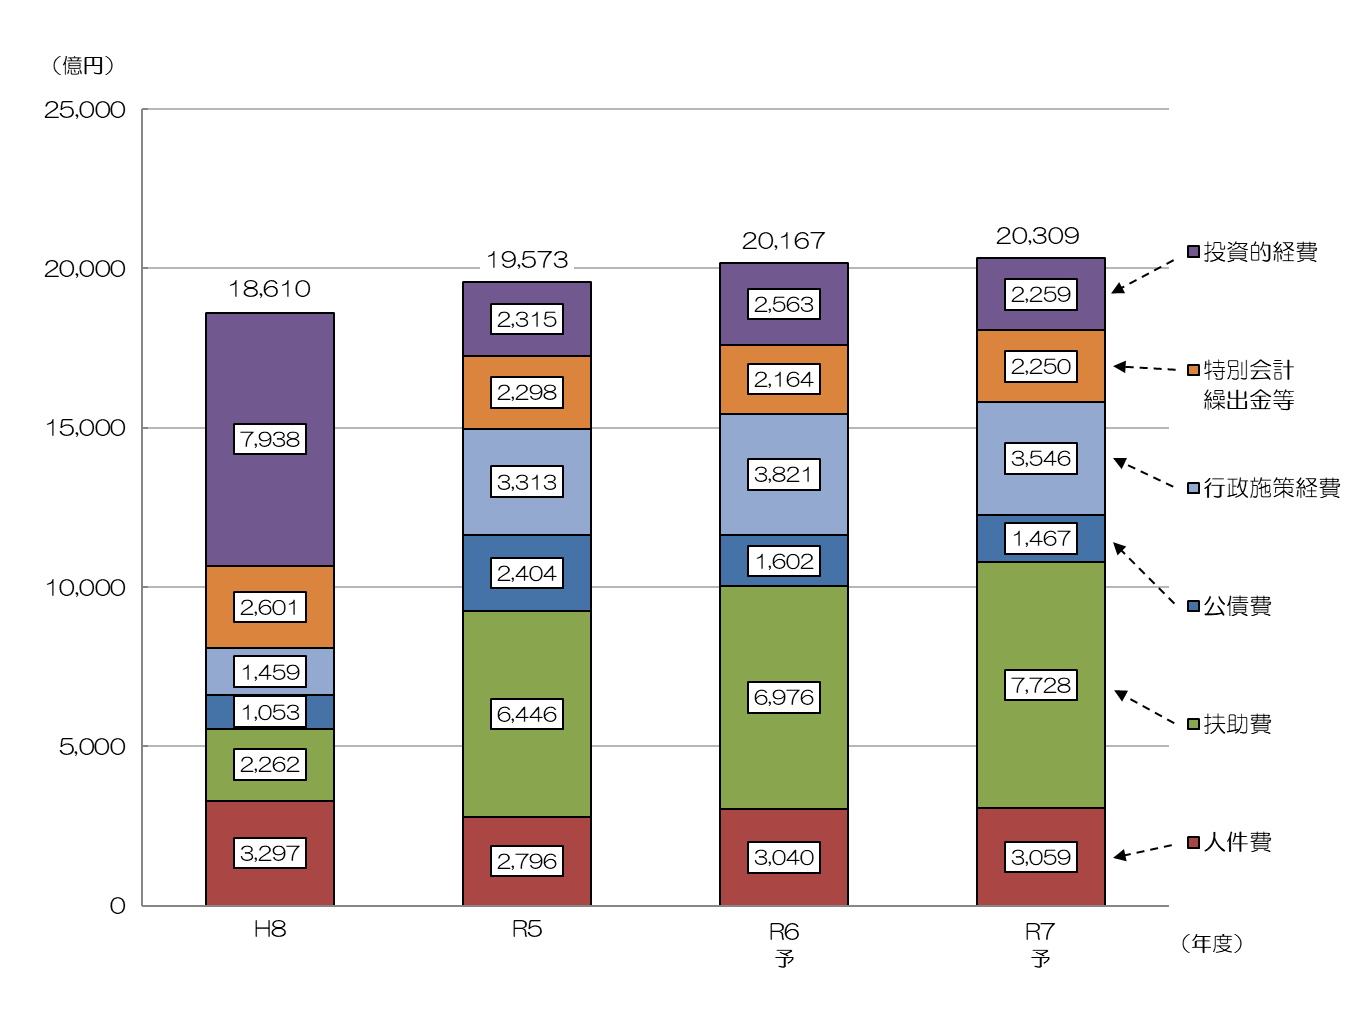 （億円）
25,000
20,000
15,000
10,000
5,000
0
18,610
7,938
2,601
1,459
1,053
2,262
3,297
H8
19,573
2,315
2,298
3,313
2,404
6,446
2,796
R5
20,167
2,563
2,164
3,821
1,602
6,976
3,040
R6
予
20,309
2,259
2,250
3,546
1,467
7,728
3,059
R7
予
（年度）
投資的経費
特別会計
繰出金等
行政施策経費
公債費
扶助費
人件費